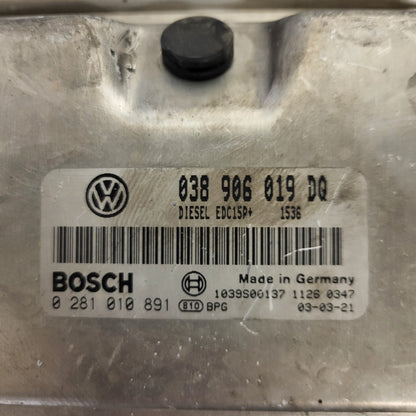 038 906 019 DQ
DIESEL EDC15P+ 1536
BOSCH
Made in Germany
0 281 010 891 810 BPG
1039S00137 1126 0347
03-03-21